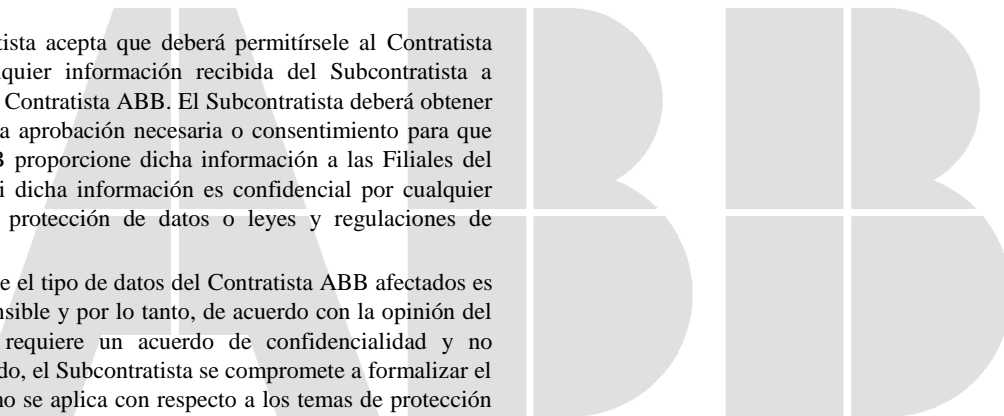 tista acepta que deberá permitírsele al Contratista
lquier información recibida del Subcontratista a
Contratista ABB. El Subcontratista deberá obtener
a aprobación necesaria o consentimiento para que
B proporcione dicha información a las Filiales del
i dicha información es confidencial por cualquier
protección de datos o leyes y regulaciones de
e el tipo de datos del Contratista ABB afectados es
nsible y por lo tanto, de acuerdo con la opinión del
requiere un acuerdo de confidencialidad y no
do, el Subcontratista se compromete a formalizar el
no se aplica con respecto a los temas de protección
ABB